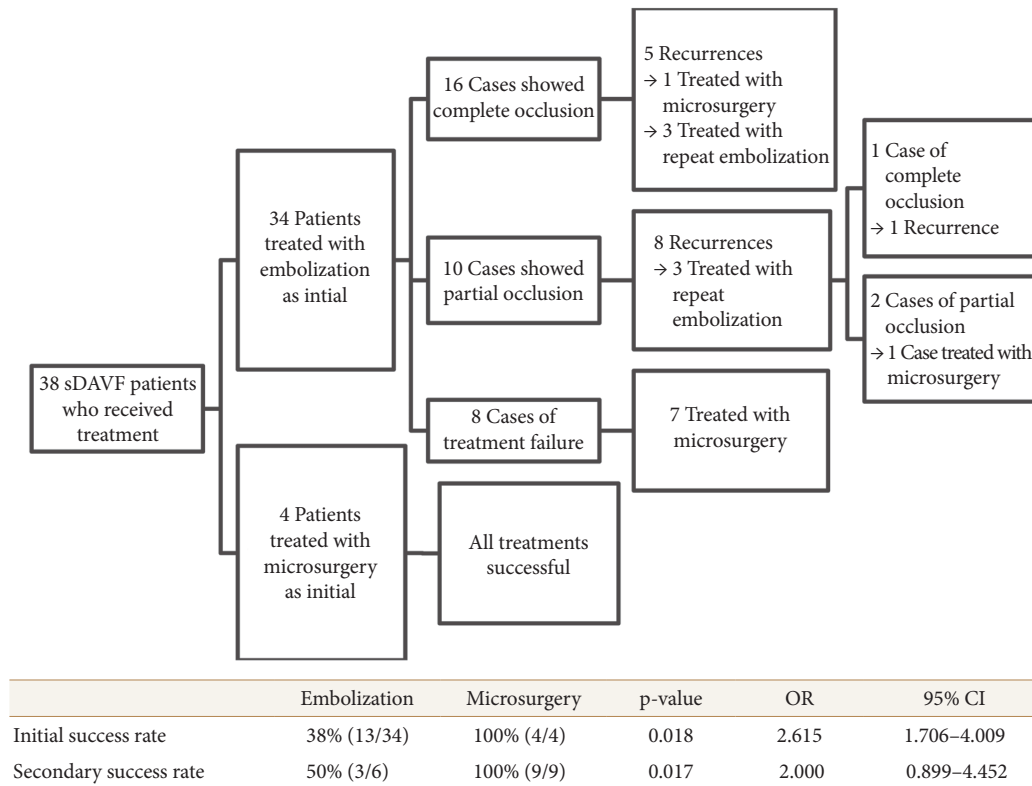 38 sDAVF patients
who received
treatment
34 Patients
treated with
embolization
as intial
16 Cases showed
complete occlusion
5 Recurrences
→ 1 Treated with
microsurgery
→ 3 Treated with
repeat embolization
10 Cases showed
partial occlusion
8 Recurrences
→ 3 Treated with
repeat
embolization
1 Case of
complete
occlusion
→ 1 Recurrence
2 Cases of partial
occlusion
→ 1 Case treated with
microsurgery
8 Cases of
treatment failure
7 Treated with
microsurgery
4 Patients
treated with
microsurgery
as initial
All treatments
successful
Embolization Microsurgery p-value OR 95% CI
Initial success rate 38% (13/34) 100% (4/4) 0.018 2.615 1.706–4.009
Secondary success rate 50% (3/6) 100% (9/9) 0.017 2.000 0.899–4.452